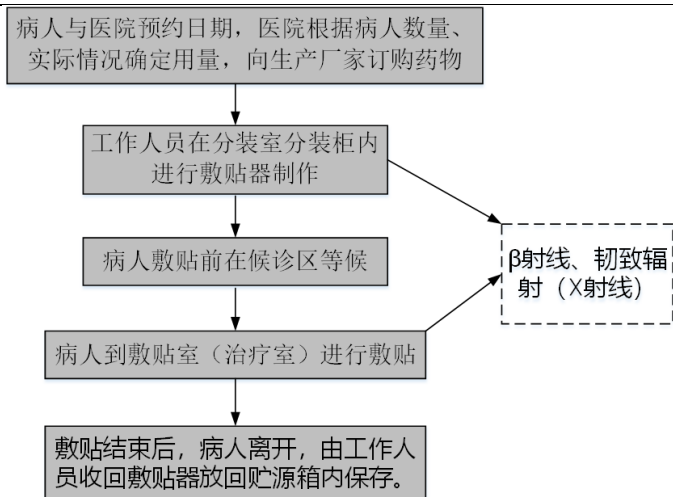 病人与医院预约日期，医院根据病人数量、
实际情况确定用量，向生产厂家订购药物
工作人员在分装室分装柜内
进行敷贴器制作
病人敷贴前在候诊区等候
β射线、韧致辐
射（X射线）
病人到敷贴室（治疗室）进行敷贴
敷贴结束后，病人离开，由工作人
员收回敷贴器放回贮源箱内保存。